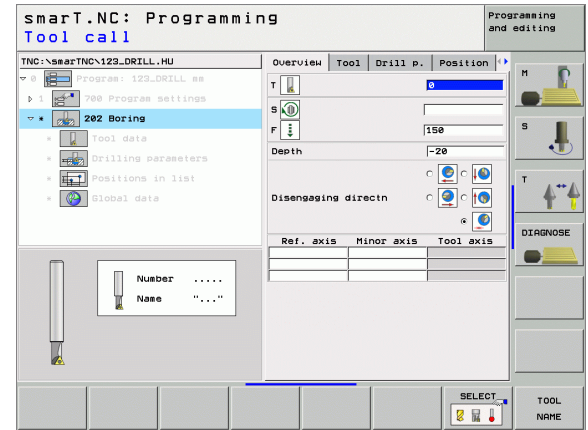 smarT.NC: Programming
Tool call
Programming
and editing
TNC:\smarTNC\123_DRILL.HU
0 Program: 123_DRILL mm
1 700 Program settings
* 202 Boring
* Tool data
* Drilling parameters
* Positions in list
* Global data
Overview Tool Drill p. Position
T 0
S
F 150
Depth -20
Disengaging directn
Ref. axis Minor axis Tool axis
Number .....
Name "..."
M
S
T
DIAGNOSE
SELECT
TOOL
NAME